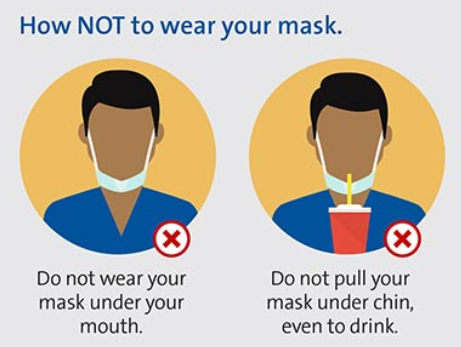 How NOT to wear your mask.
Do not wear your
mask under your
mouth.
Do not pull your
mask under chin,
even to drink.